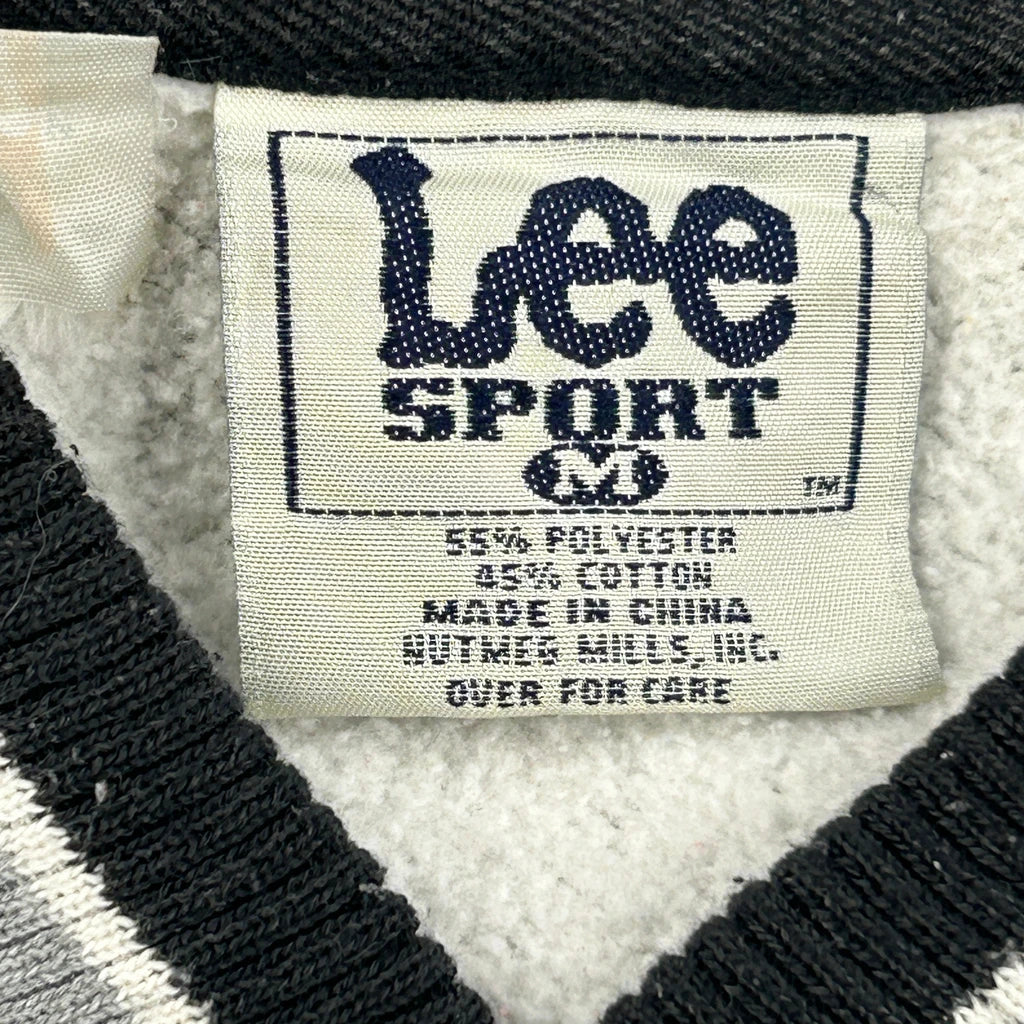 Lee
SPORT
M
TM
55% POLYESTER
45% COTTON
MADE IN CHINA
NUTMEG MILLS, INC.
OVER FOR CARE